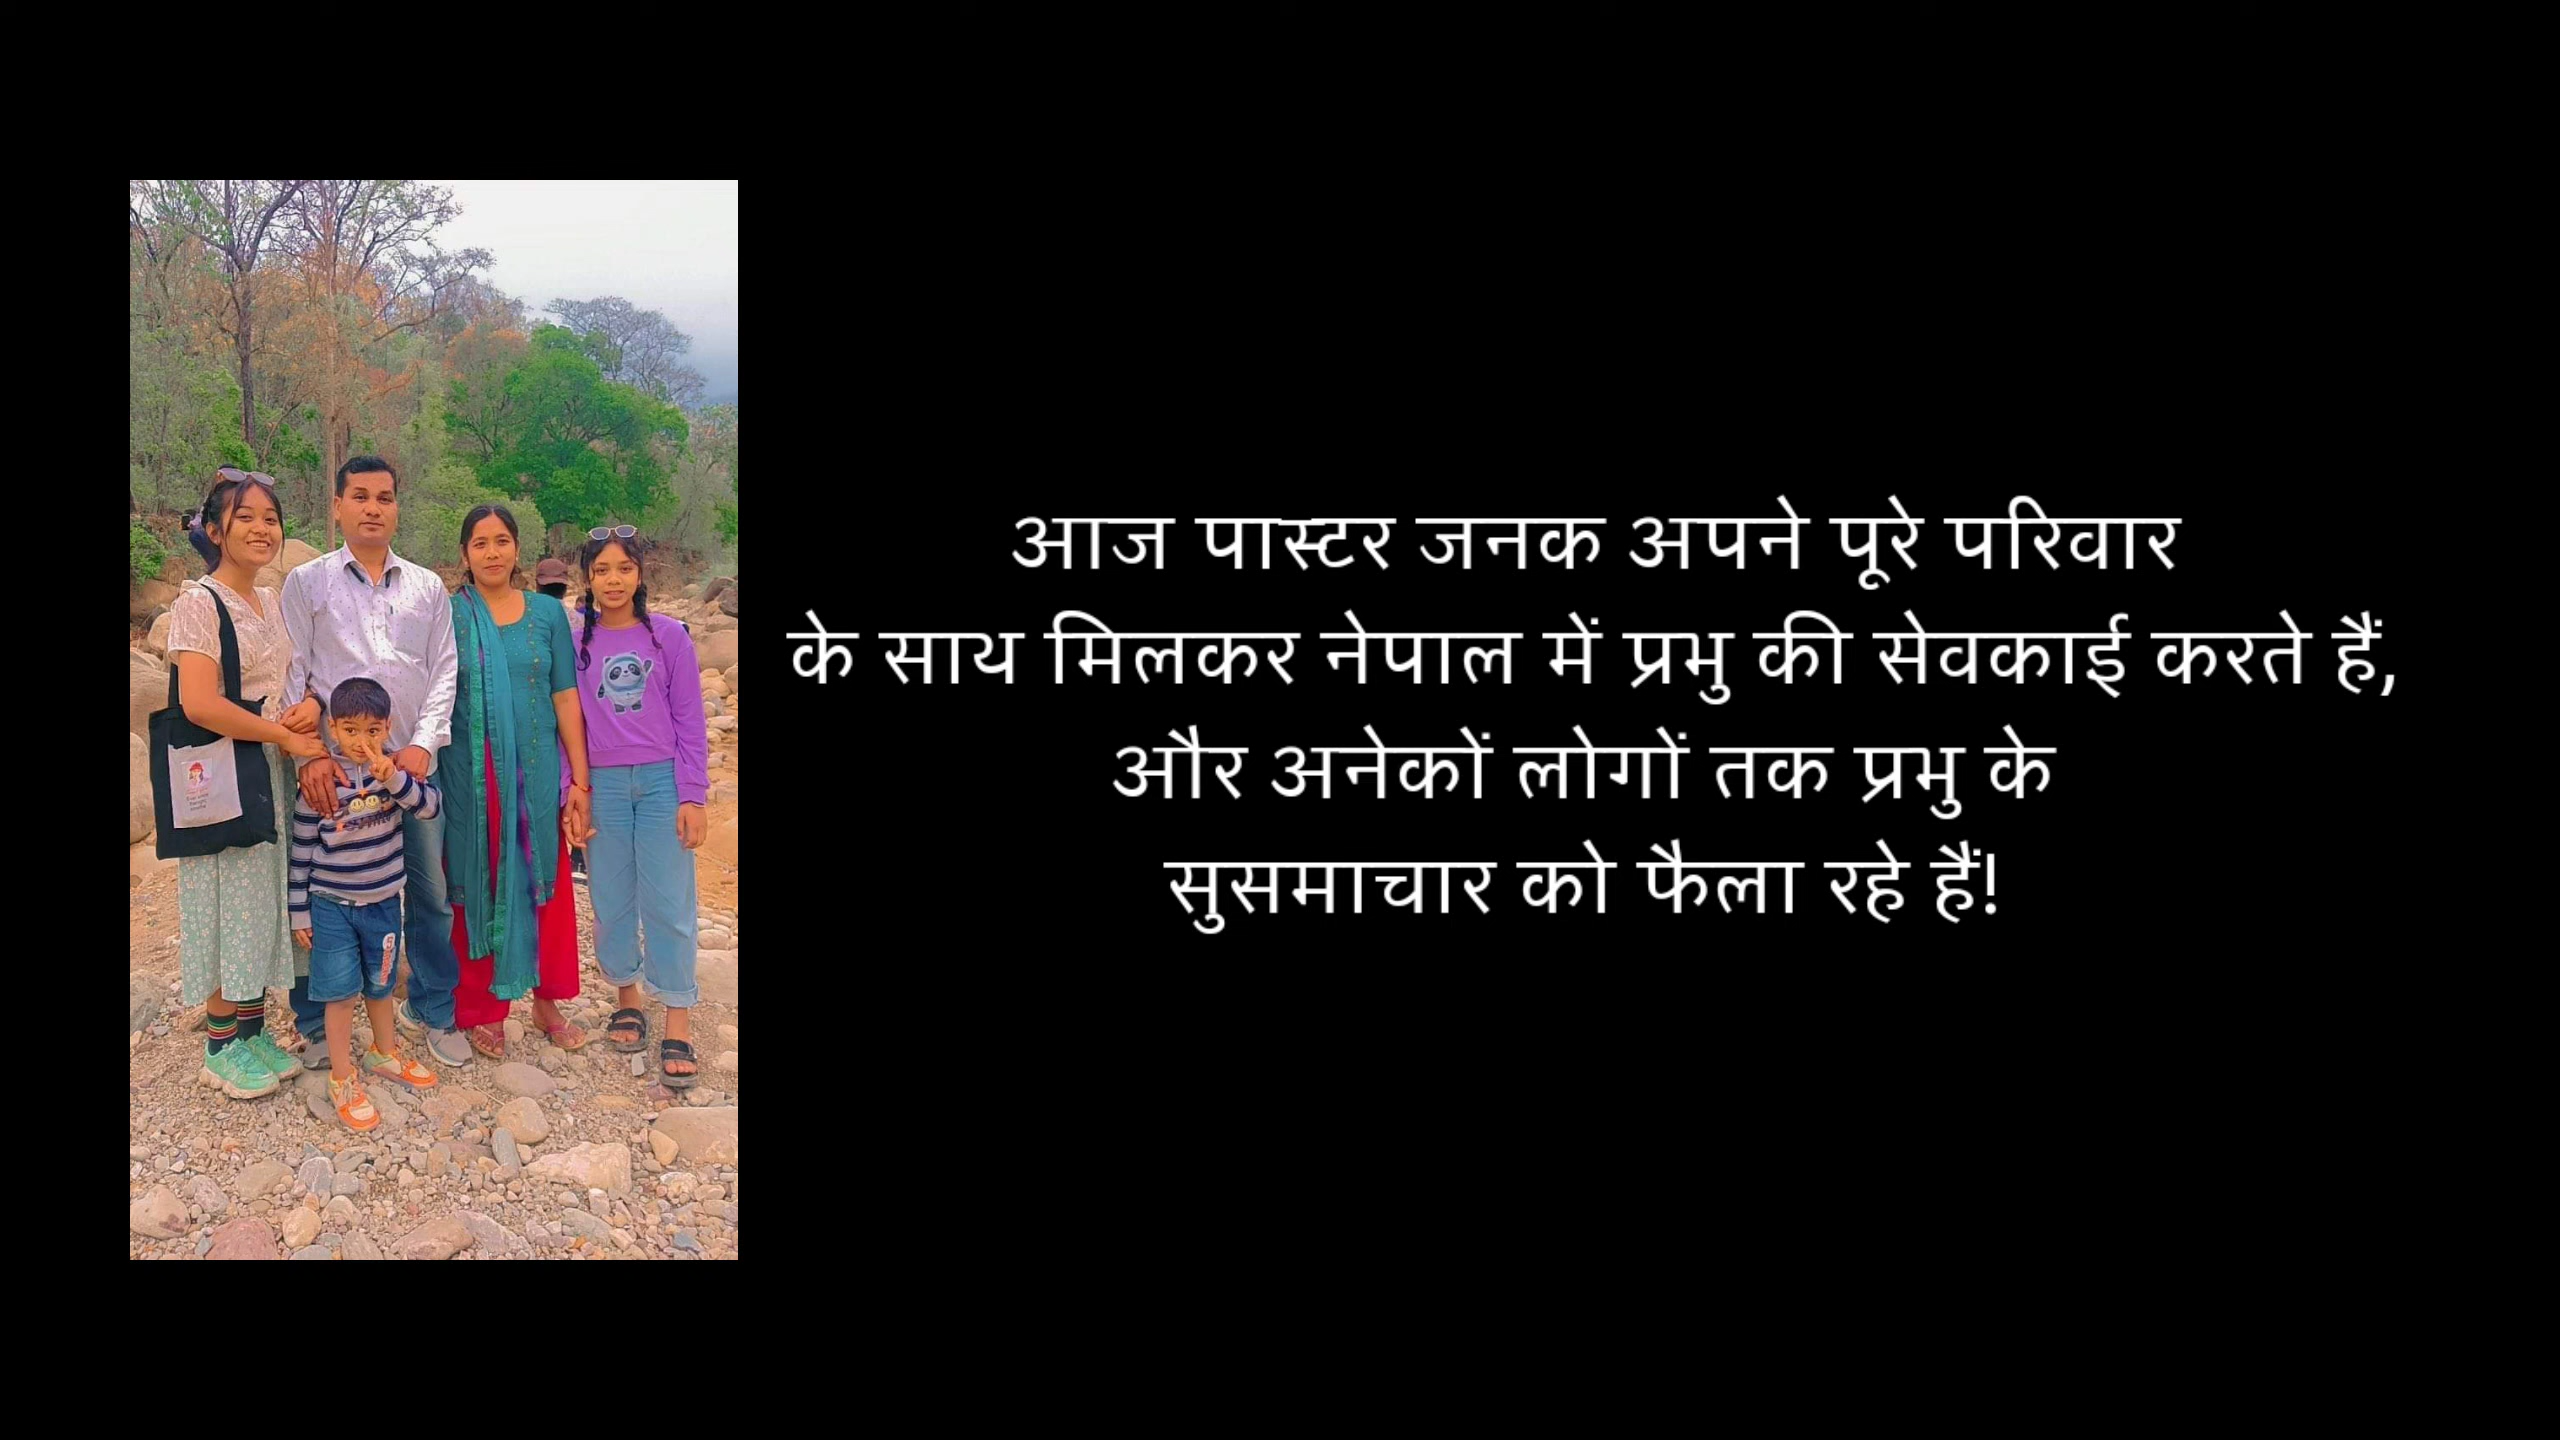 आज पास्टर जनक अपने पूरे परिवार
के साथ मिलकर नेपाल में प्रभु की सेवकाई करते हैं,
और अनेकों लोगों तक प्रभु के
सुसमाचार को फैला रहे हैं!